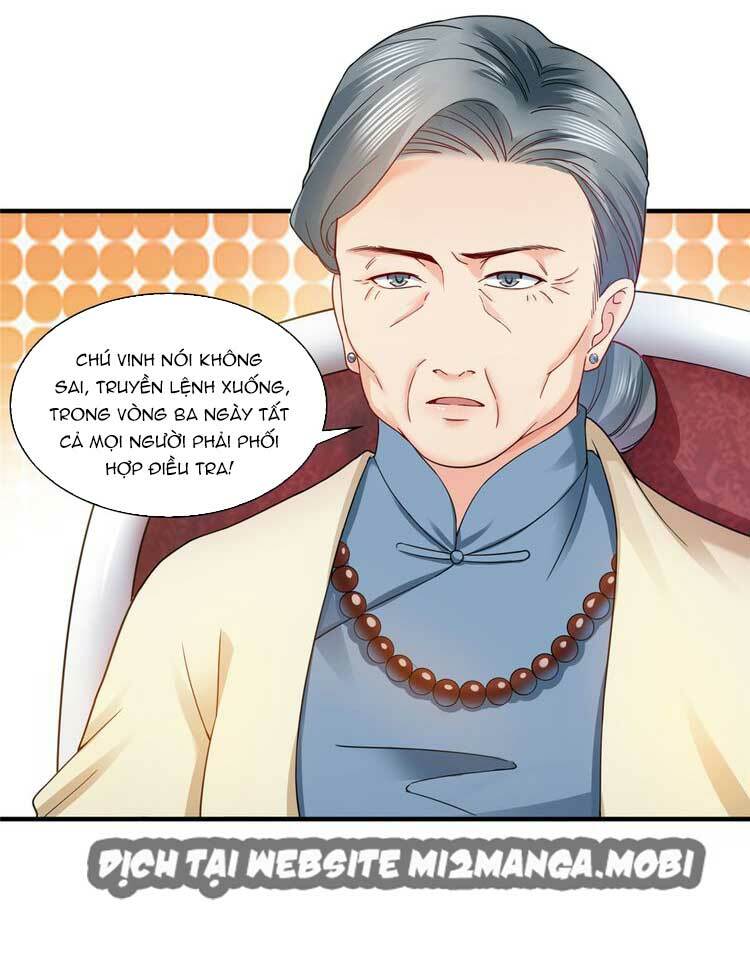 CHÚ VINH NÓI KHÔNG
SAI, TRUYỀN LỆNH XUỐNG,
TRONG VÒNG BA NGÀY TẤT
CẢ MỌI NGƯỜI PHẢI PHỐI
HỢP ĐIỀU TRA!
DỊCH TẠI WEBSITE MI2MANGA.MOBI